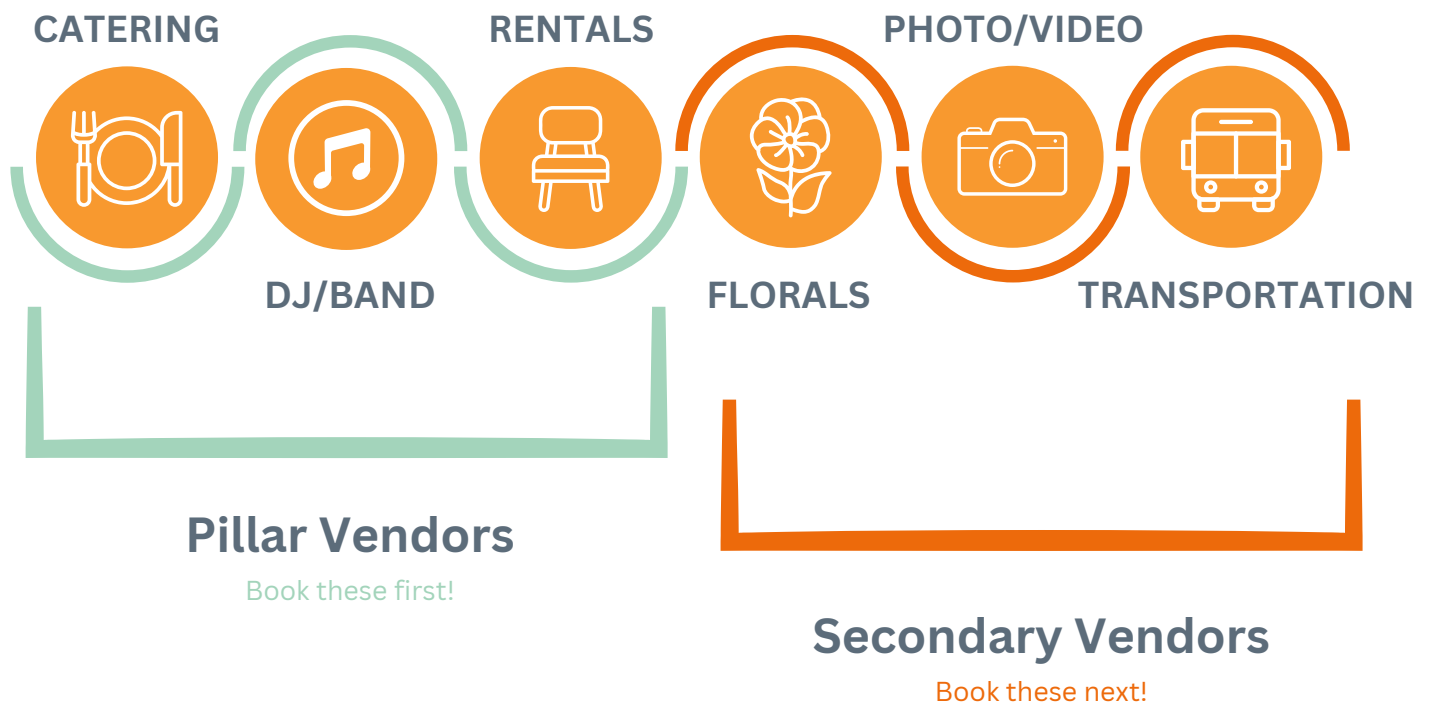 CATERING
RENTALS
PHOTO/VIDEO
DJ/BAND
FLORALS
TRANSPORTATION
Pillar Vendors
Book these first!
Secondary Vendors
Book these next!